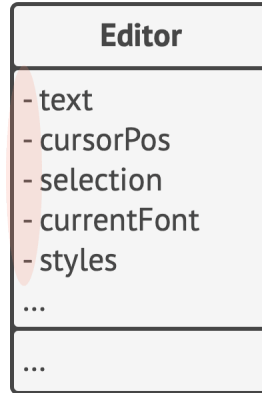 Editor
- text
- cursorPos
- selection
- currentFont
- styles
...
...